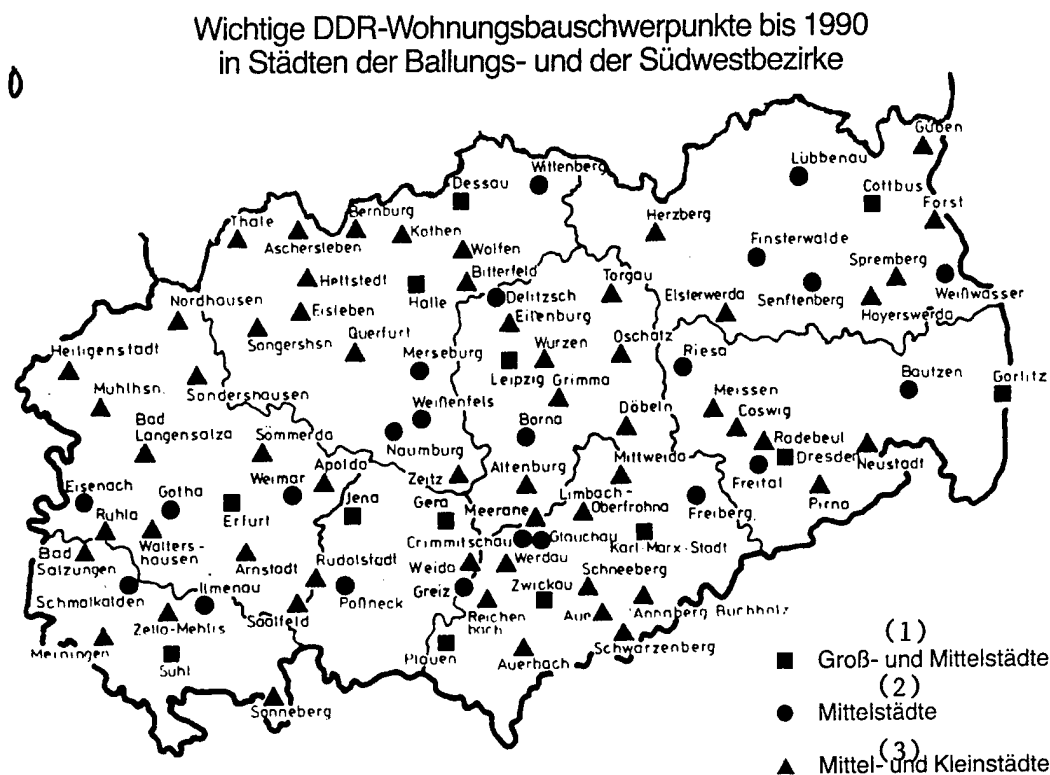 Wichtige DDR-Wohnungsbauschwerpunkte bis 1990
in Städten der Ballungs- und der Südwestbezirke
Guben
Wittenberg
Lübbenau
Dessau
Cottbus
Bernburg
Herzberg
Forst
Thale
Aschersleben
Köthen
Wolfen
Finsterwalde
Spremberg
Hettstedt
Bitterfeld
Torgau
Halle
Delitzsch
Elsterwerda
Senftenberg
Weißwasser
Nordhausen
Eisleben
Eilenburg
Hoyerswerda
Sangershsn
Querfurt
Wurzen
Oschatz
Heiligenstadt
Merseburg
Riesa
Leipzig
Grimma
Bautzen
Görlitz
Mühlhsn.
Sondershausen
Meissen
Weißenfels
Bad
Langensalza
Sömmerda
Borna
Döbeln
Coswig
Naumburg
Radebeul
Dresden
Neustadt
Apolda
Altenburg
Mittweida
Weimar
Zeitz
Freital
Eisenach
Gotha
Jena
Gera
Limbach-
Oberfrohna
Pirna
Ruhla
Erfurt
Meerane
Freiberg
Crimmitschau
Glauchau
Karl-Marx-Stadt
Bad
Salzungen
Walters-
hausen
Arnstadt
Rudolstadt
Weida
Werdau
Schneeberg
Schmalkalden
Ilmenau
Pößneck
Greiz
Zwickau
Zella-Mehlis
Saalfeld
Reichen
bach
Aue
Annaberg Buchholz
Meiningen
Plauen
Auerbach
Schwarzenberg
Suhl
Sonneberg
(1)
Groß- und Mittelstädte
(2)
Mittelstädte
(3)
Mittel- und Kleinstädte